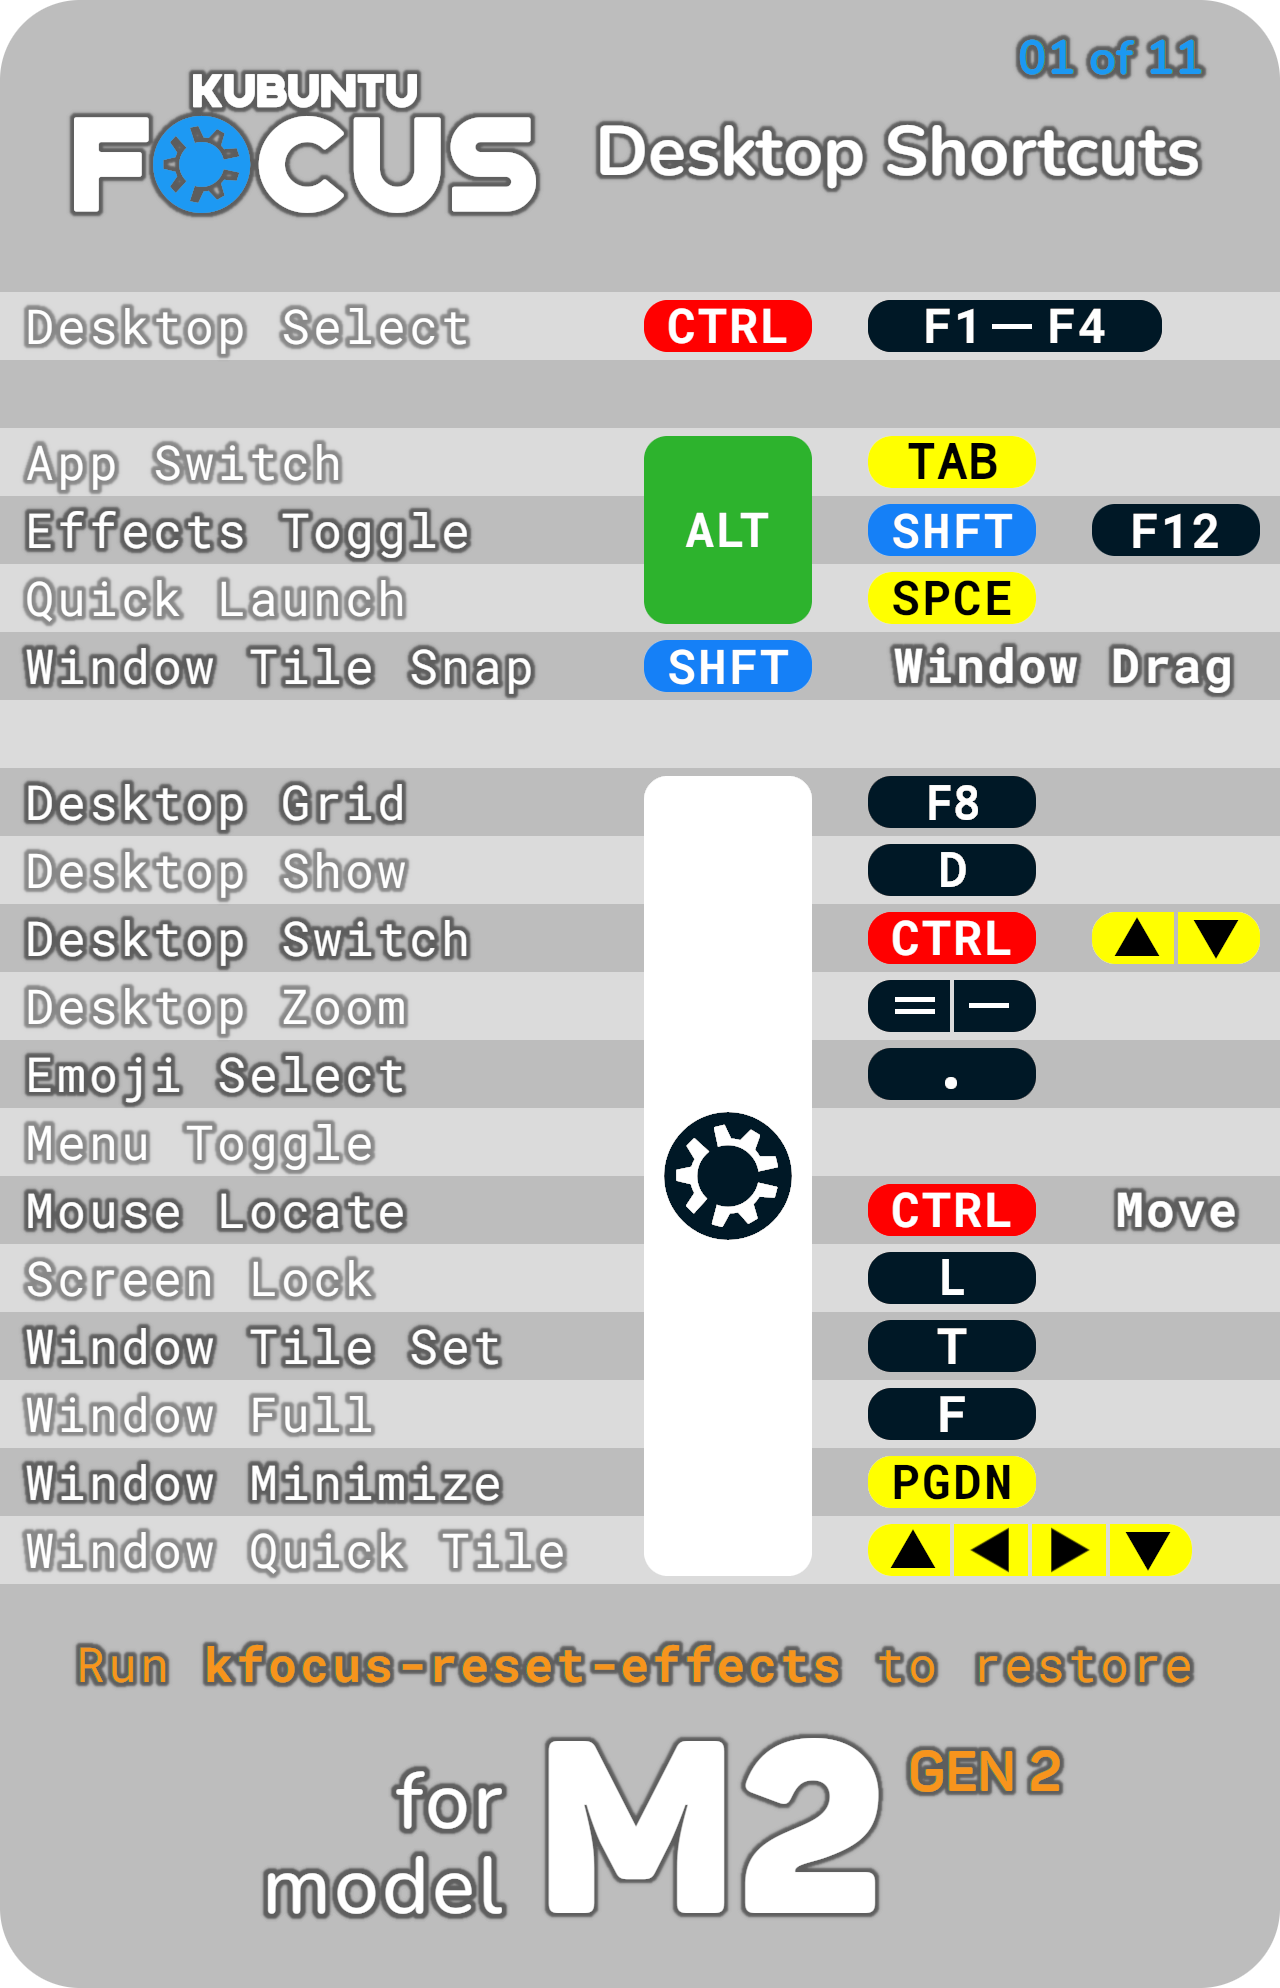 01 of 11
KUBUNTU
FOCUS
Desktop Shortcuts
Desktop Select CTRL F1 — F4
App Switch ALT TAB
Effects Toggle SHFT F12
Quick Launch SPCE
Window Tile Snap SHFT Window Drag
Desktop Grid F8
Desktop Show D
Desktop Switch CTRL ▲ ▼
Desktop Zoom = —
Emoji Select .
Menu Toggle
Mouse Locate CTRL Move
Screen Lock L
Window Tile Set T
Window Full F
Window Minimize PGDN
Window Quick Tile ▲ ◀ ▶ ▼
Run kfocus-reset-effects to restore
for model M2 GEN 2